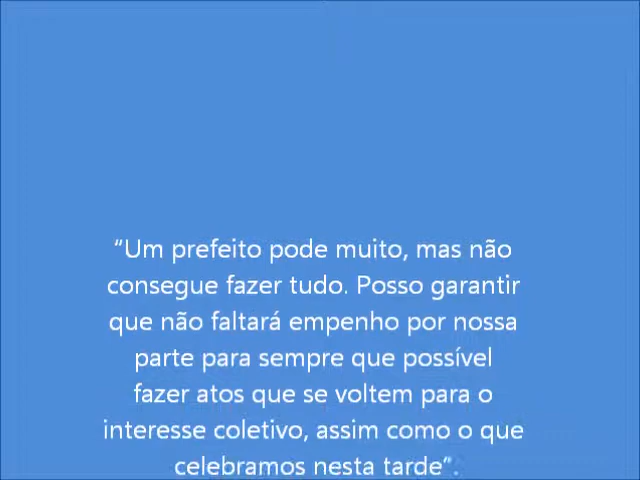 “Um prefeito pode muito, mas não
consegue fazer tudo. Posso garantir
que não faltará empenho por nossa
parte para sempre que possível
fazer atos que se voltem para o
interesse coletivo, assim como o que
celebramos nesta tarde”.